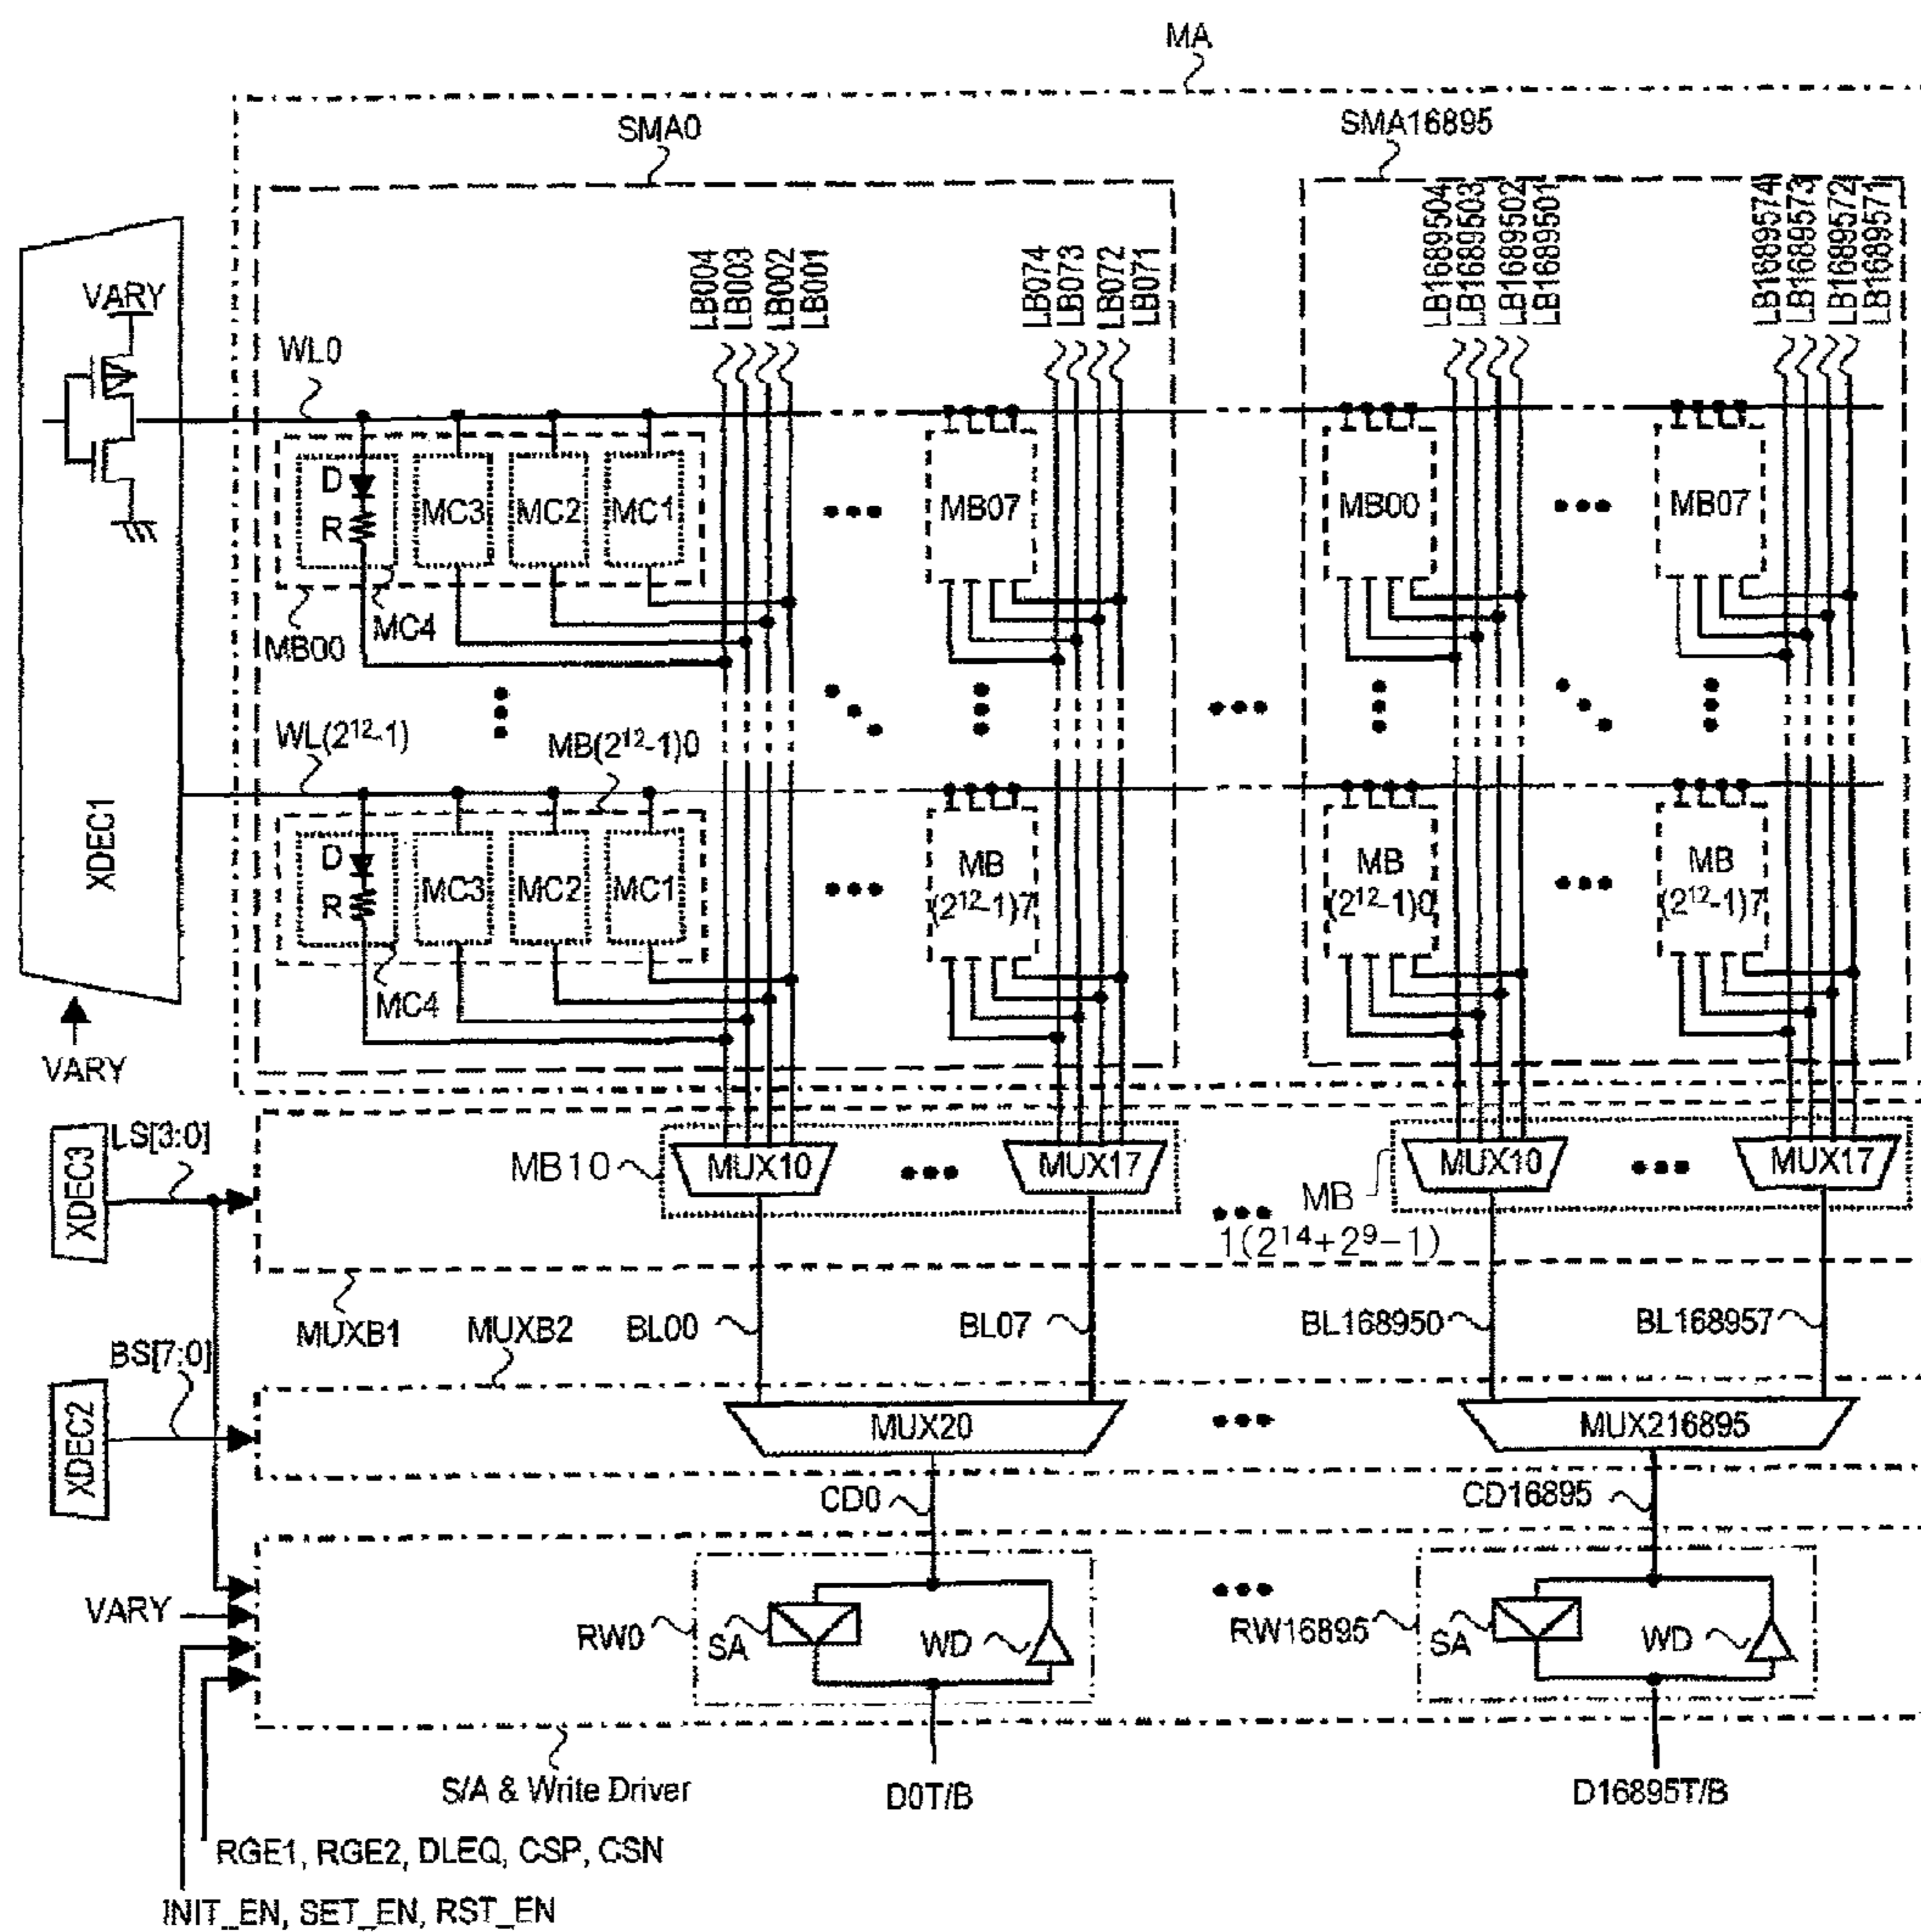 MA
SMA0
SMA16895
LB004
LB003
LB002
LB001
LB074
LB073
LB072
LB071
LB1689504
LB1689503
LB1689502
LB1689501
LB1689574
LB1689573
LB1689572
LB1689571
VARY
WL0
D
R
MC3
MC2
MC1
MB07
MB00
MB07
MB00
MC4
WL(2¹²-1)
MB(2¹²-1)0
XDEC1
D
R
MC3
MC2
MC1
MB
(2¹²-1)7
MB
(2¹²-1)0
MB
(2¹²-1)7
MC4
VARY
XDEC3
LS[3:0]
MB10
MUX10
MUX17
MB
1(2¹⁴+2⁹-1)
MUX10
MUX17
MUXB1
MUXB2
BL00
BL07
BL168950
BL168957
BS[7:0]
XDEC2
MUX20
MUX216895
CD0
CD16895
VARY
RW0
SA
WD
RW16895
SA
WD
S/A & Write Driver
D0T/B
D16895T/B
RGE1, RGE2, DLEQ, CSP, CSN
INIT_EN, SET_EN, RST_EN